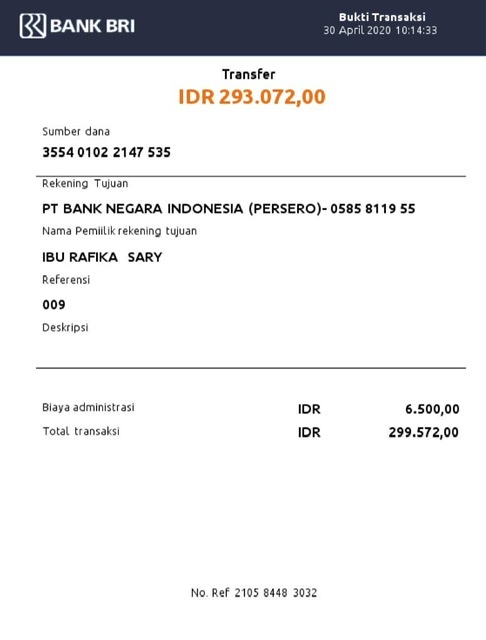 BANK BRI
Bukti Transaksi
30 April 2020 10:14:33
Transfer
IDR 293.072,00
Sumber dana
3554 0102 2147 535
Rekening Tujuan
PT BANK NEGARA INDONESIA (PERSERO)- 0585 8119 55
Nama Pemiilik rekening tujuan
IBU RAFIKA SARY
Referensi
009
Deskripsi
Biaya administrasi IDR 6.500,00
Total transaksi IDR 299.572,00
No. Ref 2105 8448 3032